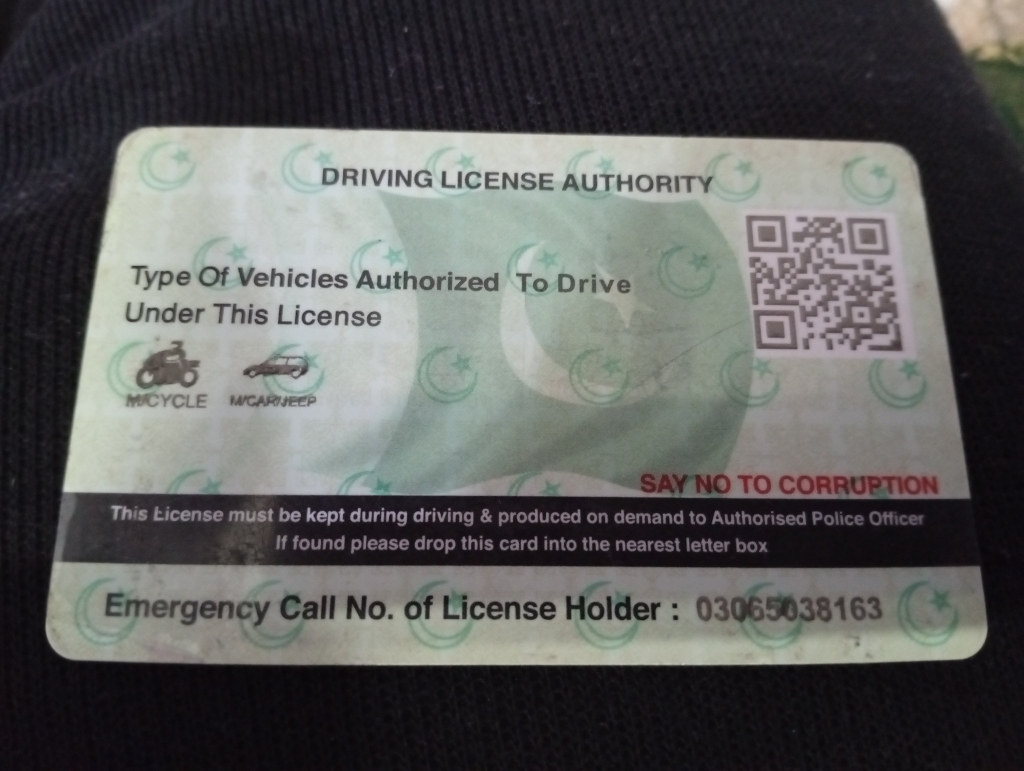 DRIVING LICENSE AUTHORITY
Type Of Vehicles Authorized To Drive
Under This License
M/CYCLE M/CAR/JEEP
SAY NO TO CORRUPTION
This License must be kept during driving & produced on demand to Authorised Police Officer
If found please drop this card into the nearest letter box
Emergency Call No. of License Holder : 03065038163